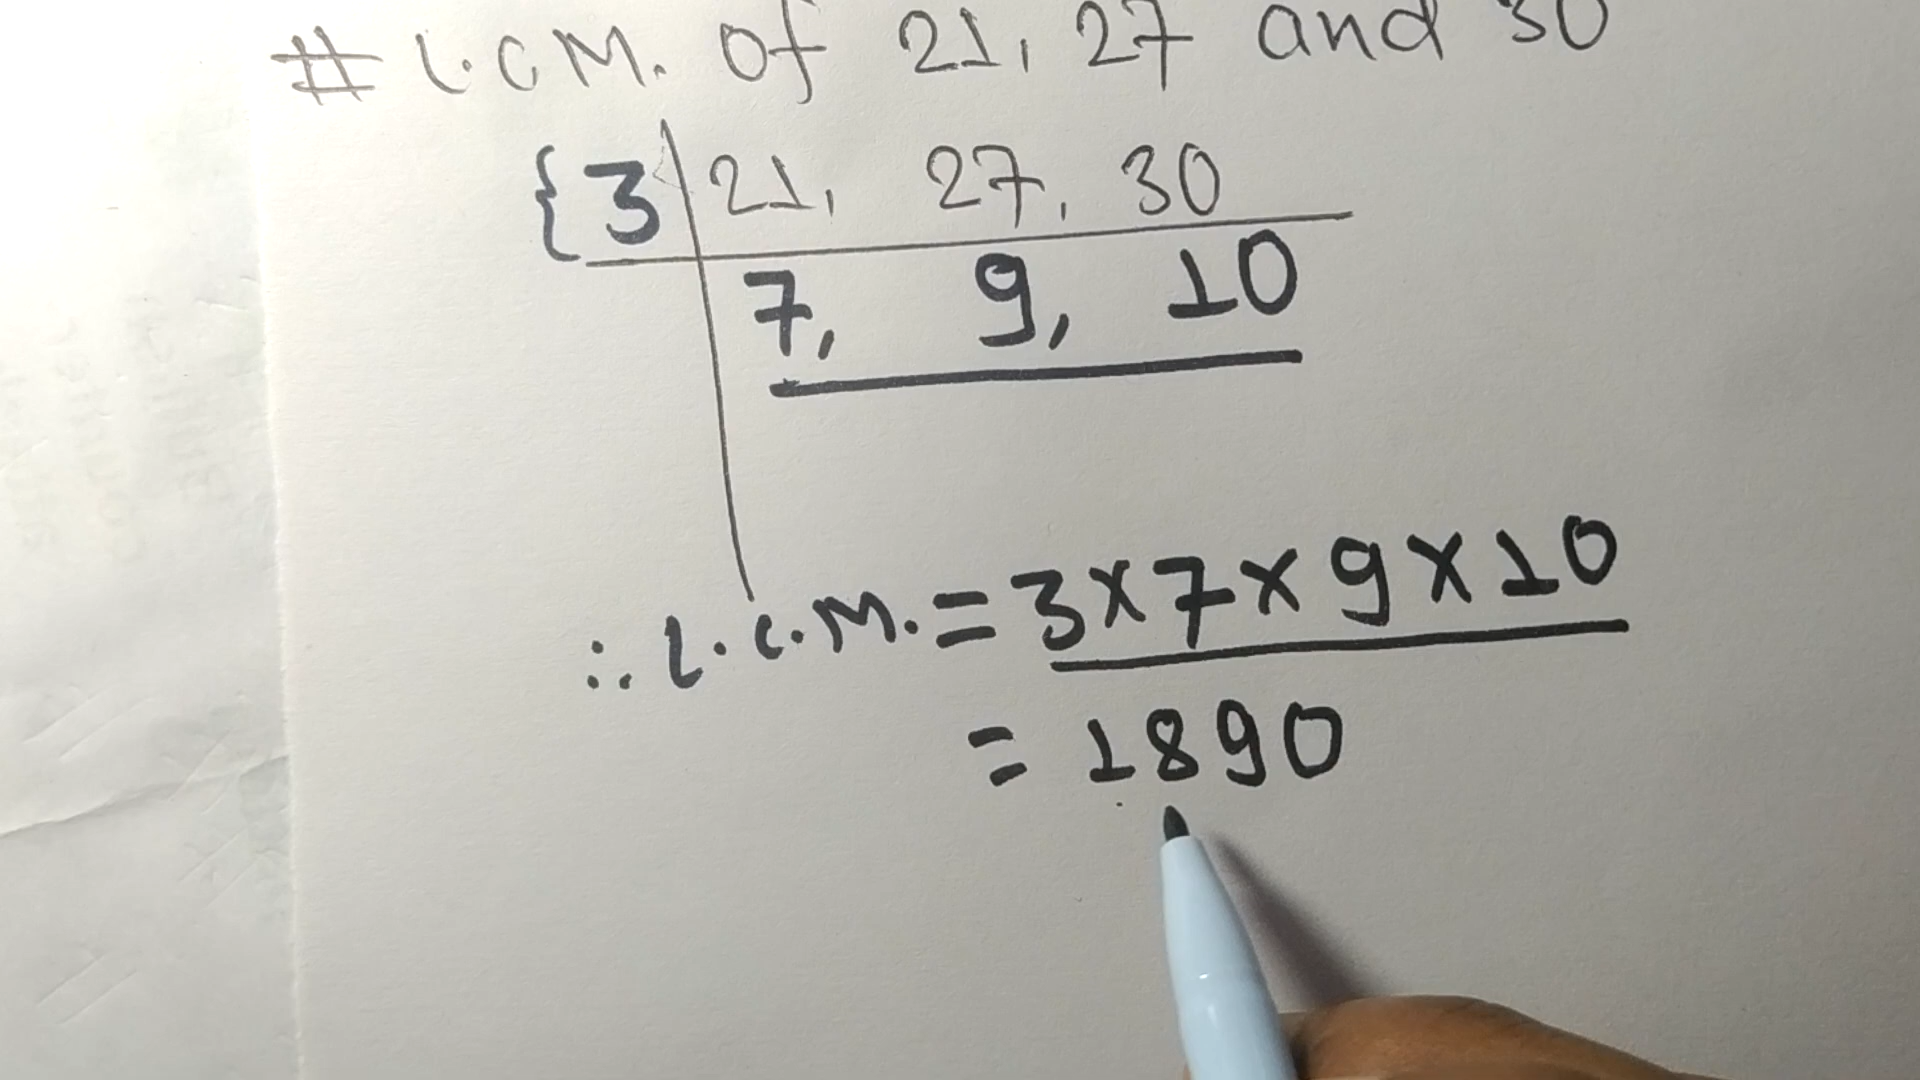 # L.C.M. Of 21, 27 and 30
{3 21, 27, 30
7, 9, 10
∴ L.C.M. = 3×7×9×10
= 1890